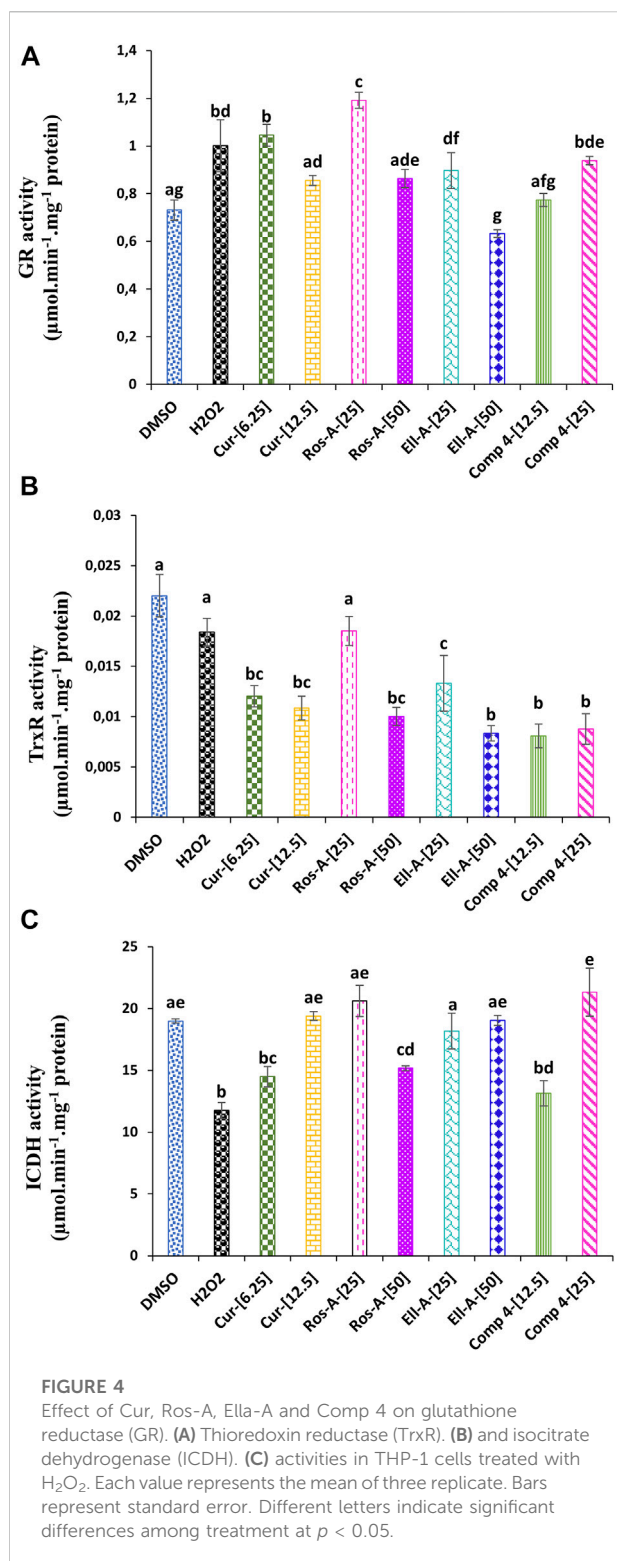 A
GR activity
(µmol.min⁻¹.mg⁻¹ protein)
1,4
1,2
1
0,8
0,6
0,4
0,2
0
ag
bd
b
ad
c
ade
df
g
afg
bde
DMSO
H2O2
Cur-[6.25]
Cur-[12.5]
Ros-A-[25]
Ros-A-[50]
Ell-A-[25]
Ell-A-[50]
Comp 4-[12.5]
Comp 4-[25]
B
TrxR activity
(µmol.min⁻¹.mg⁻¹ protein)
0,03
0,025
0,02
0,015
0,01
0,005
0
a
a
bc
bc
a
bc
c
b
b
b
DMSO
H2O2
Cur-[6.25]
Cur-[12.5]
Ros-A-[25]
Ros-A-[50]
Ell-A-[25]
Ell-A-[50]
Comp 4-[12.5]
Comp 4-[25]
C
ICDH activity
(µmol.min⁻¹.mg⁻¹ protein)
25
20
15
10
5
0
ae
b
bc
ae
ae
cd
a
ae
bd
e
DMSO
H2O2
Cur-[6.25]
Cur-[12.5]
Ros-A-[25]
Ros-A-[50]
Ell-A-[25]
Ell-A-[50]
Comp 4-[12.5]
Comp 4-[25]
FIGURE 4
Effect of Cur, Ros-A, Ella-A and Comp 4 on glutathione
reductase (GR). (A) Thioredoxin reductase (TrxR). (B) and isocitrate
dehydrogenase (ICDH). (C) activities in THP-1 cells treated with
H₂O₂. Each value represents the mean of three replicate. Bars
represent standard error. Different letters indicate significant
differences among treatment at p < 0.05.